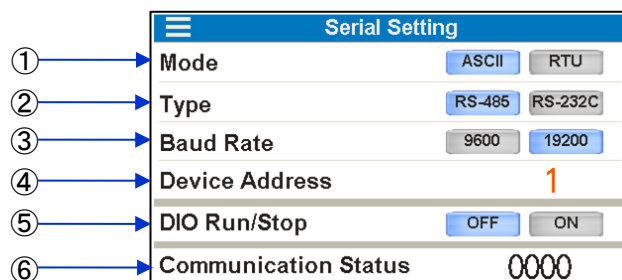 Serial Setting
① Mode ASCII RTU
② Type RS-485 RS-232C
③ Baud Rate 9600 19200
④ Device Address 1
⑤ DIO Run/Stop OFF ON
⑥ Communication Status 0000